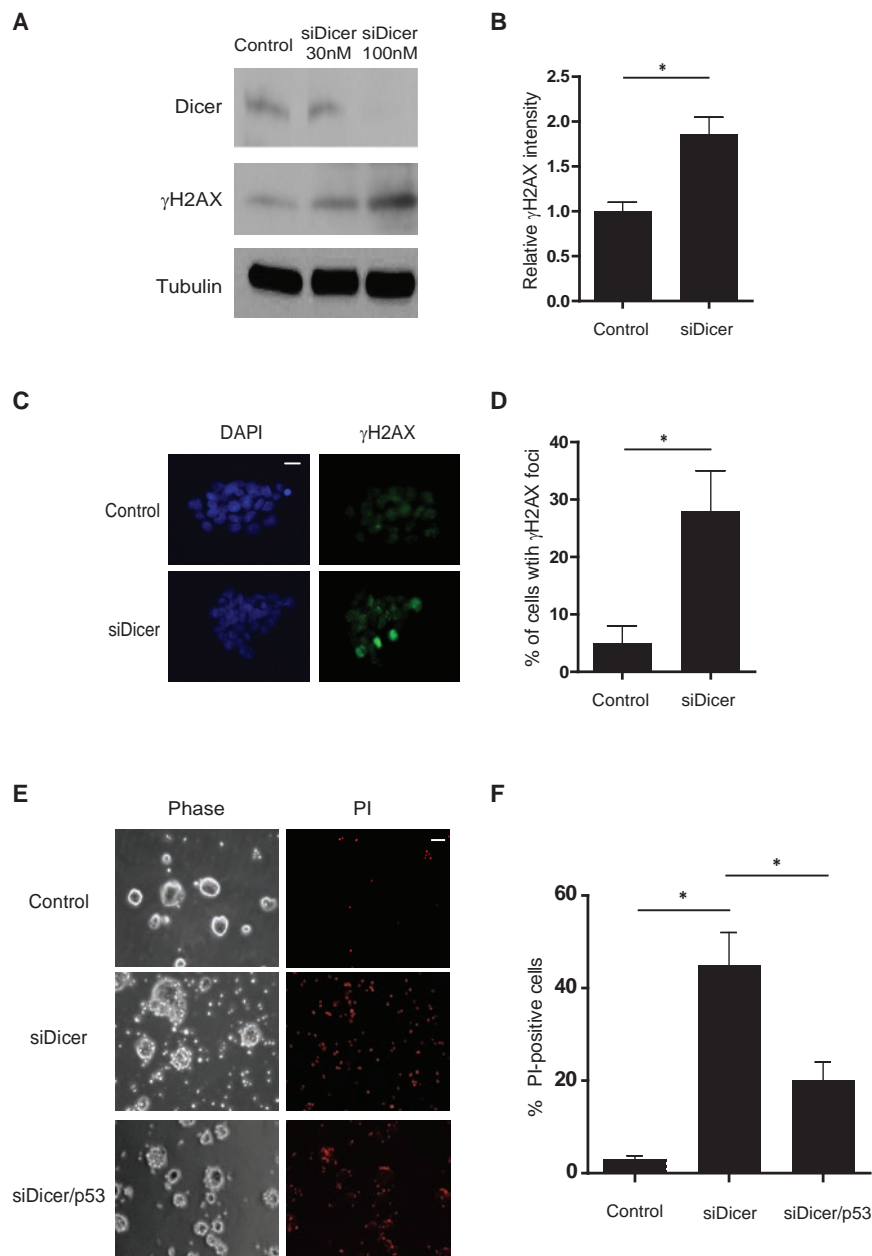 A
Control
siDicer
30nM
siDicer
100nM
Dicer
γH2AX
Tubulin
B
*
Relative γH2AX intensity
2.5
2.0
1.5
1.0
0.5
0.0
Control
siDicer
C
DAPI
γH2AX
Control
siDicer
D
*
% of cells wtih γH2AX foci
40
30
20
10
0
Control
siDicer
E
Phase
PI
Control
siDicer
siDicer/p53
F
*
*
% PI-positive cells
60
40
20
0
Control
siDicer
siDicer/p53